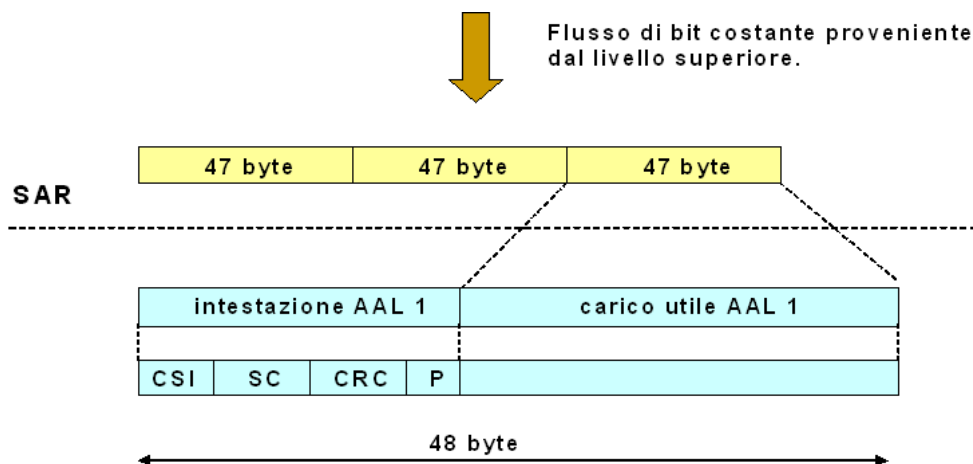 Flusso di bit costante proveniente
dal livello superiore.
47 byte 47 byte 47 byte
SAR
intestazione AAL 1 carico utile AAL 1
CSI SC CRC P
48 byte